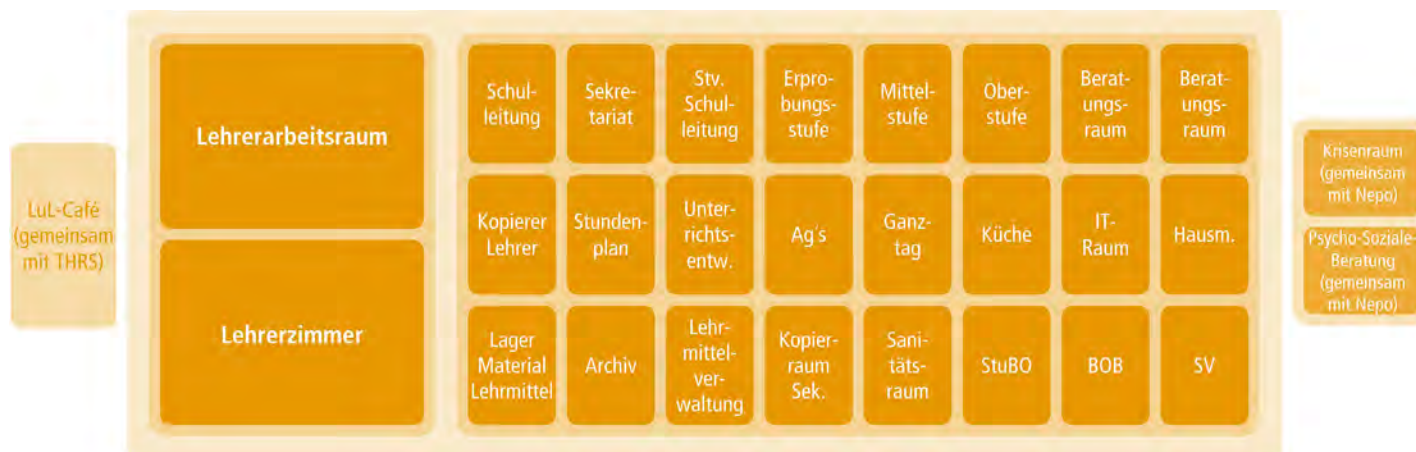 LuL-Café
(gemeinsam
mit THRS)
Lehrerarbeitsraum
Lehrerzimmer
Schul-
leitung
Sekre-
tariat
Stv.
Schul-
leitung
Erpro-
bungs-
stufe
Mittel-
stufe
Ober-
stufe
Berat-
ungs-
raum
Berat-
ungs-
raum
Kopierer
Lehrer
Stunden-
plan
Unter-
richts-
entw.
Ag´s
Ganz-
tag
Küche
IT-
Raum
Hausm.
Lager
Material
Lehrmittel
Archiv
Lehr-
mittel-
ver-
waltung
Kopier-
raum
Sek.
Sani-
täts-
raum
StuBO
BOB
SV
Krisenraum
(gemeinsam
mit Nepo)
Psycho-Soziale-
Beratung
(gemeinsam
mit Nepo)